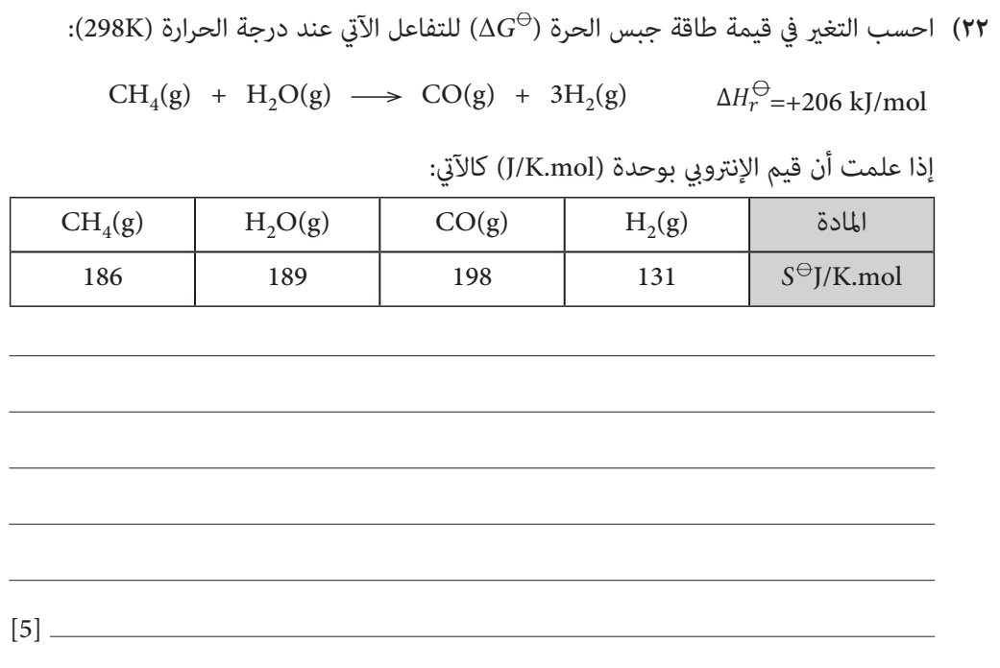 ٢٢) احسب التغير في قيمة طاقة جبس الحرة (ΔG⦵) للتفاعل الآتي عند درجة الحرارة (298K):
CH₄(g) + H₂O(g) ⟶ CO(g) + 3H₂(g) ΔHᵣ⦵=+206 kJ/mol
إذا علمت أن قيم الإنتروبي بوحدة (J/K.mol) كالآتي:
CH₄(g) H₂O(g) CO(g) H₂(g) المادة
186 189 198 131 S⦵J/K.mol
[5]